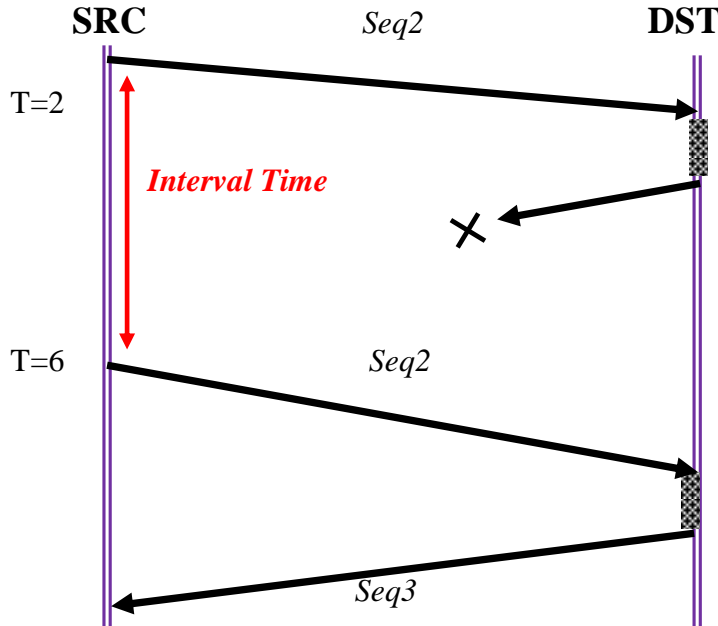 SRC Seq2 DST
T=2
Interval Time
T=6 Seq2
Seq3